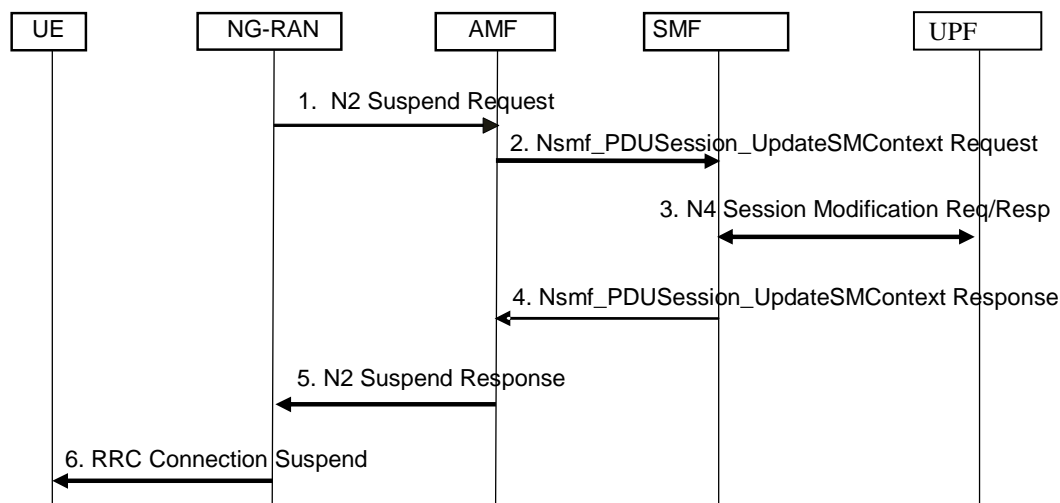 UE
NG-RAN
AMF
SMF
UPF
1. N2 Suspend Request
2. Nsmf_PDUSession_UpdateSMContext Request
3. N4 Session Modification Req/Resp
4. Nsmf_PDUSession_UpdateSMContext Response
5. N2 Suspend Response
6. RRC Connection Suspend